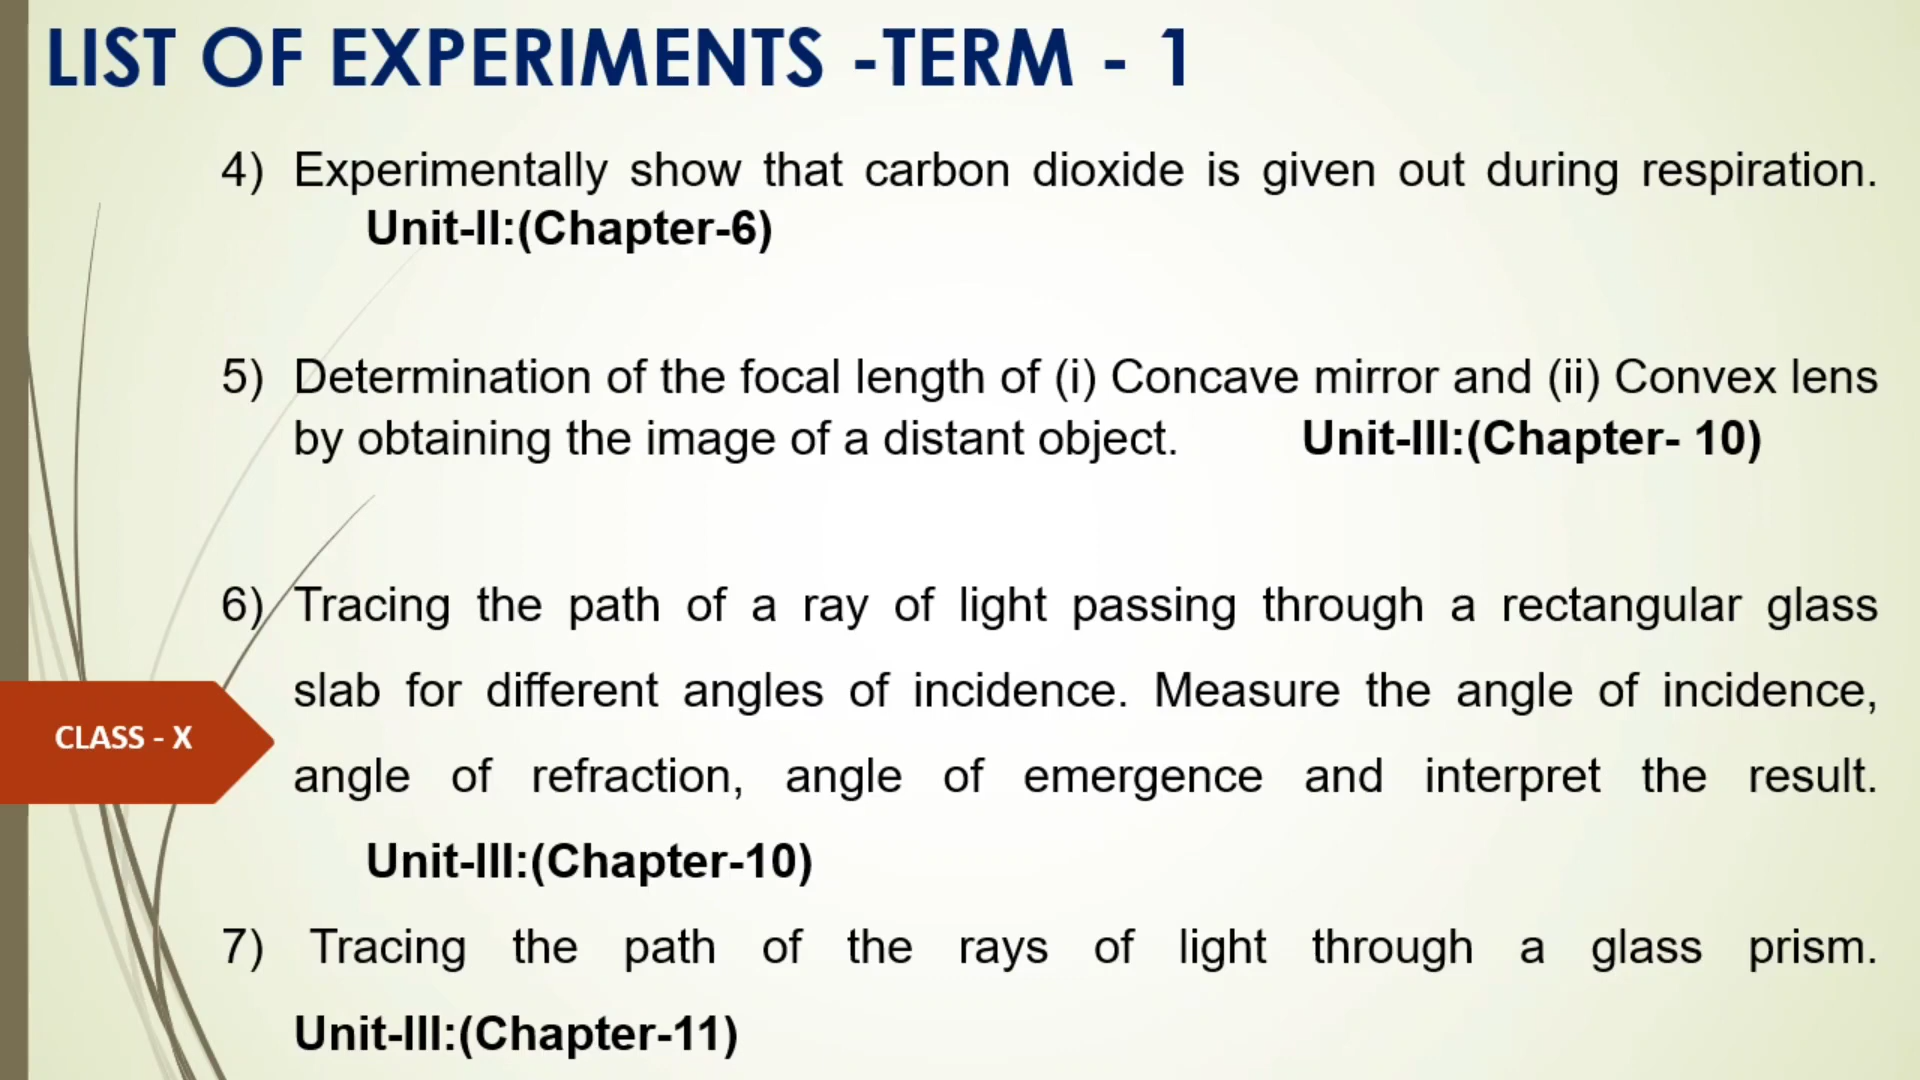 LIST OF EXPERIMENTS -TERM - 1
4) Experimentally show that carbon dioxide is given out during respiration.
Unit-II:(Chapter-6)
5) Determination of the focal length of (i) Concave mirror and (ii) Convex lens
by obtaining the image of a distant object. Unit-III:(Chapter- 10)
6) Tracing the path of a ray of light passing through a rectangular glass
slab for different angles of incidence. Measure the angle of incidence,
angle of refraction, angle of emergence and interpret the result.
Unit-III:(Chapter-10)
7) Tracing the path of the rays of light through a glass prism.
Unit-III:(Chapter-11)
CLASS - X